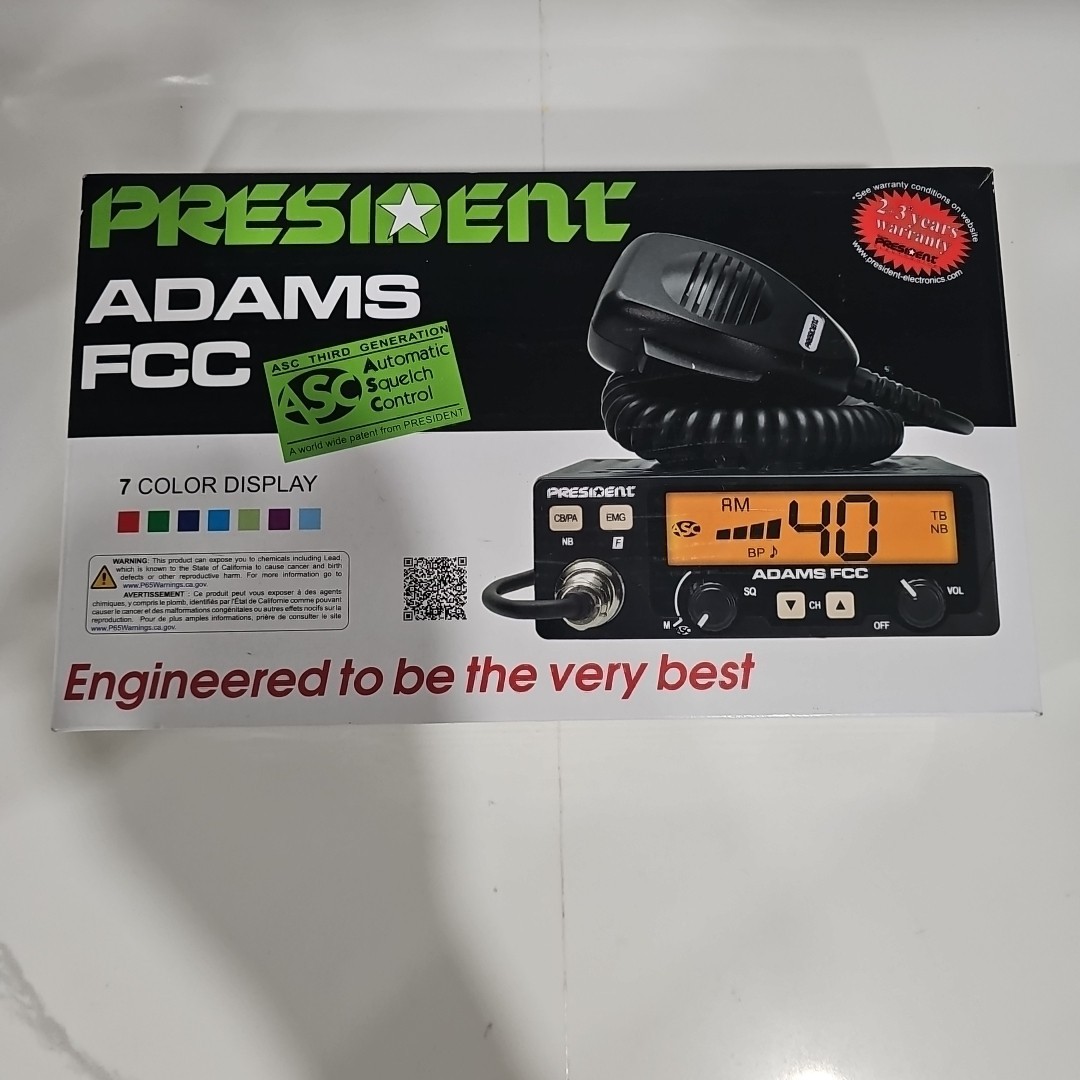 PRESIDENT
ADAMS
FCC
ASC THIRD GENERATION
ASC
Automatic
Squelch
Control
A world wide patent from PRESIDENT
*See warranty conditions on website
2-3* years
warranty
PRESIDENT
www.president-electronics.com
PRESIDENT
7 COLOR DISPLAY
WARNING: This product can expose you to chemicals including Lead
which is known to the State of California to cause cancer and birth
defects or other reproductive harm. For more information go to
www.P65Warnings.ca.gov.
AVERTISSEMENT : Ce produit peut vous exposer à des agents
chimiques, y compris le plomb, identifiés par l'État de Californie comme pouvant
causer le cancer et des malformations congénitales ou autres effets nocifs sur la
reproduction. Pour de plus amples informations, prière de consulter le site
www.P65Warnings.ca.gov.
PRESIDENT
CB/PA
EMG
NB
F
AM
ASC
40
BP
TB
NB
ADAMS FCC
SQ
M
CH
OFF
VOL
Engineered to be the very best